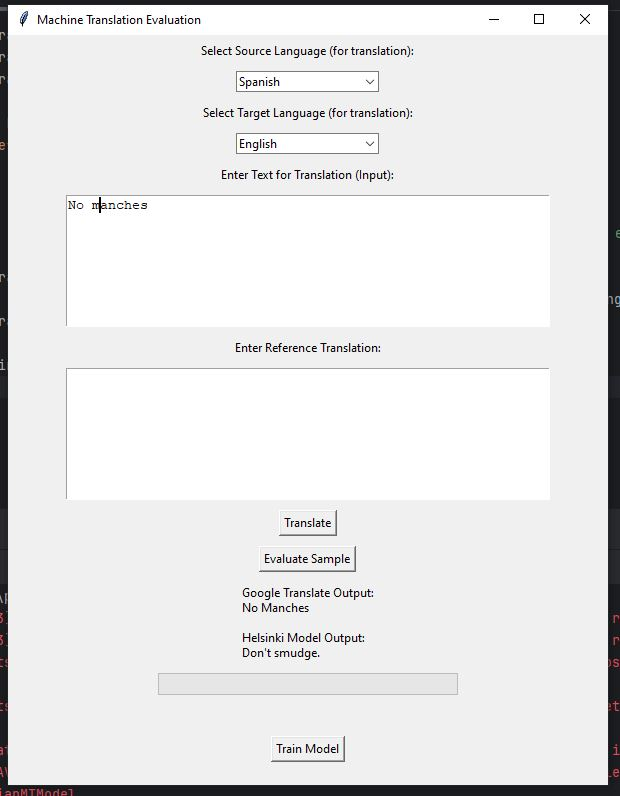 Machine Translation Evaluation
Select Source Language (for translation):
Spanish
Select Target Language (for translation):
English
Enter Text for Translation (Input):
No manches
Enter Reference Translation:
Translate
Evaluate Sample
Google Translate Output:
No Manches
Helsinki Model Output:
Don't smudge.
Train Model